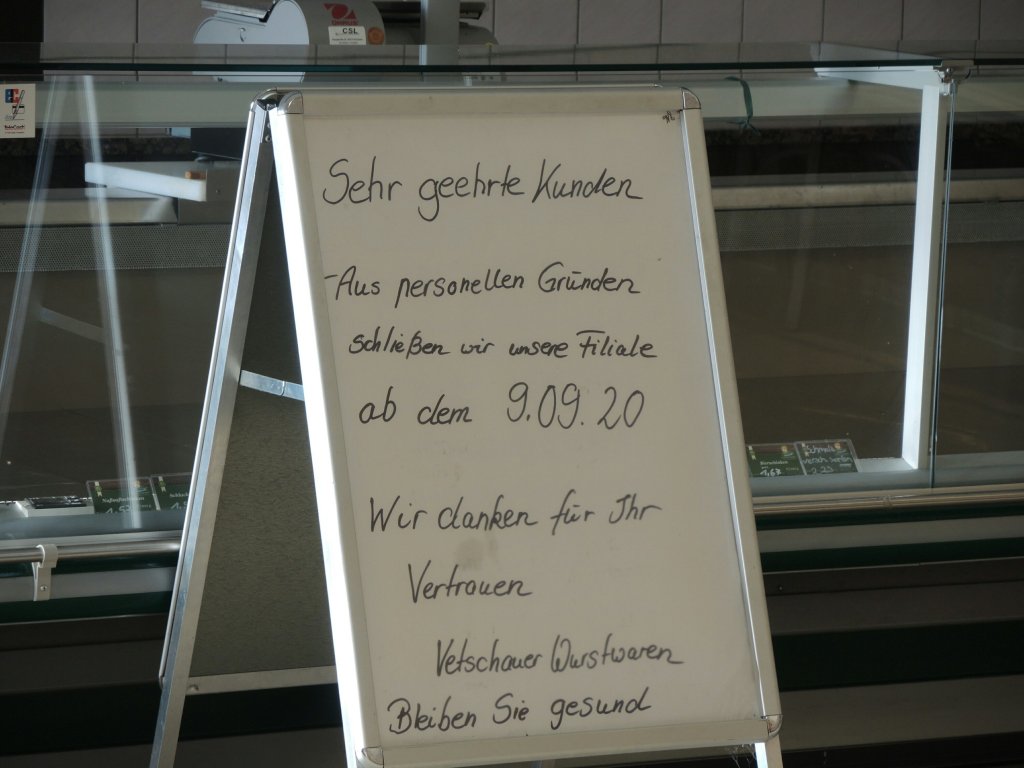 CSL
Sehr geehrte Kunden
-Aus personellen Gründen
schließen wir unsere Filiale
ab dem 9.09.20
Wir danken für Ihr
Vertrauen
Vetschauer Wurstwaren
Bleiben Sie gesund